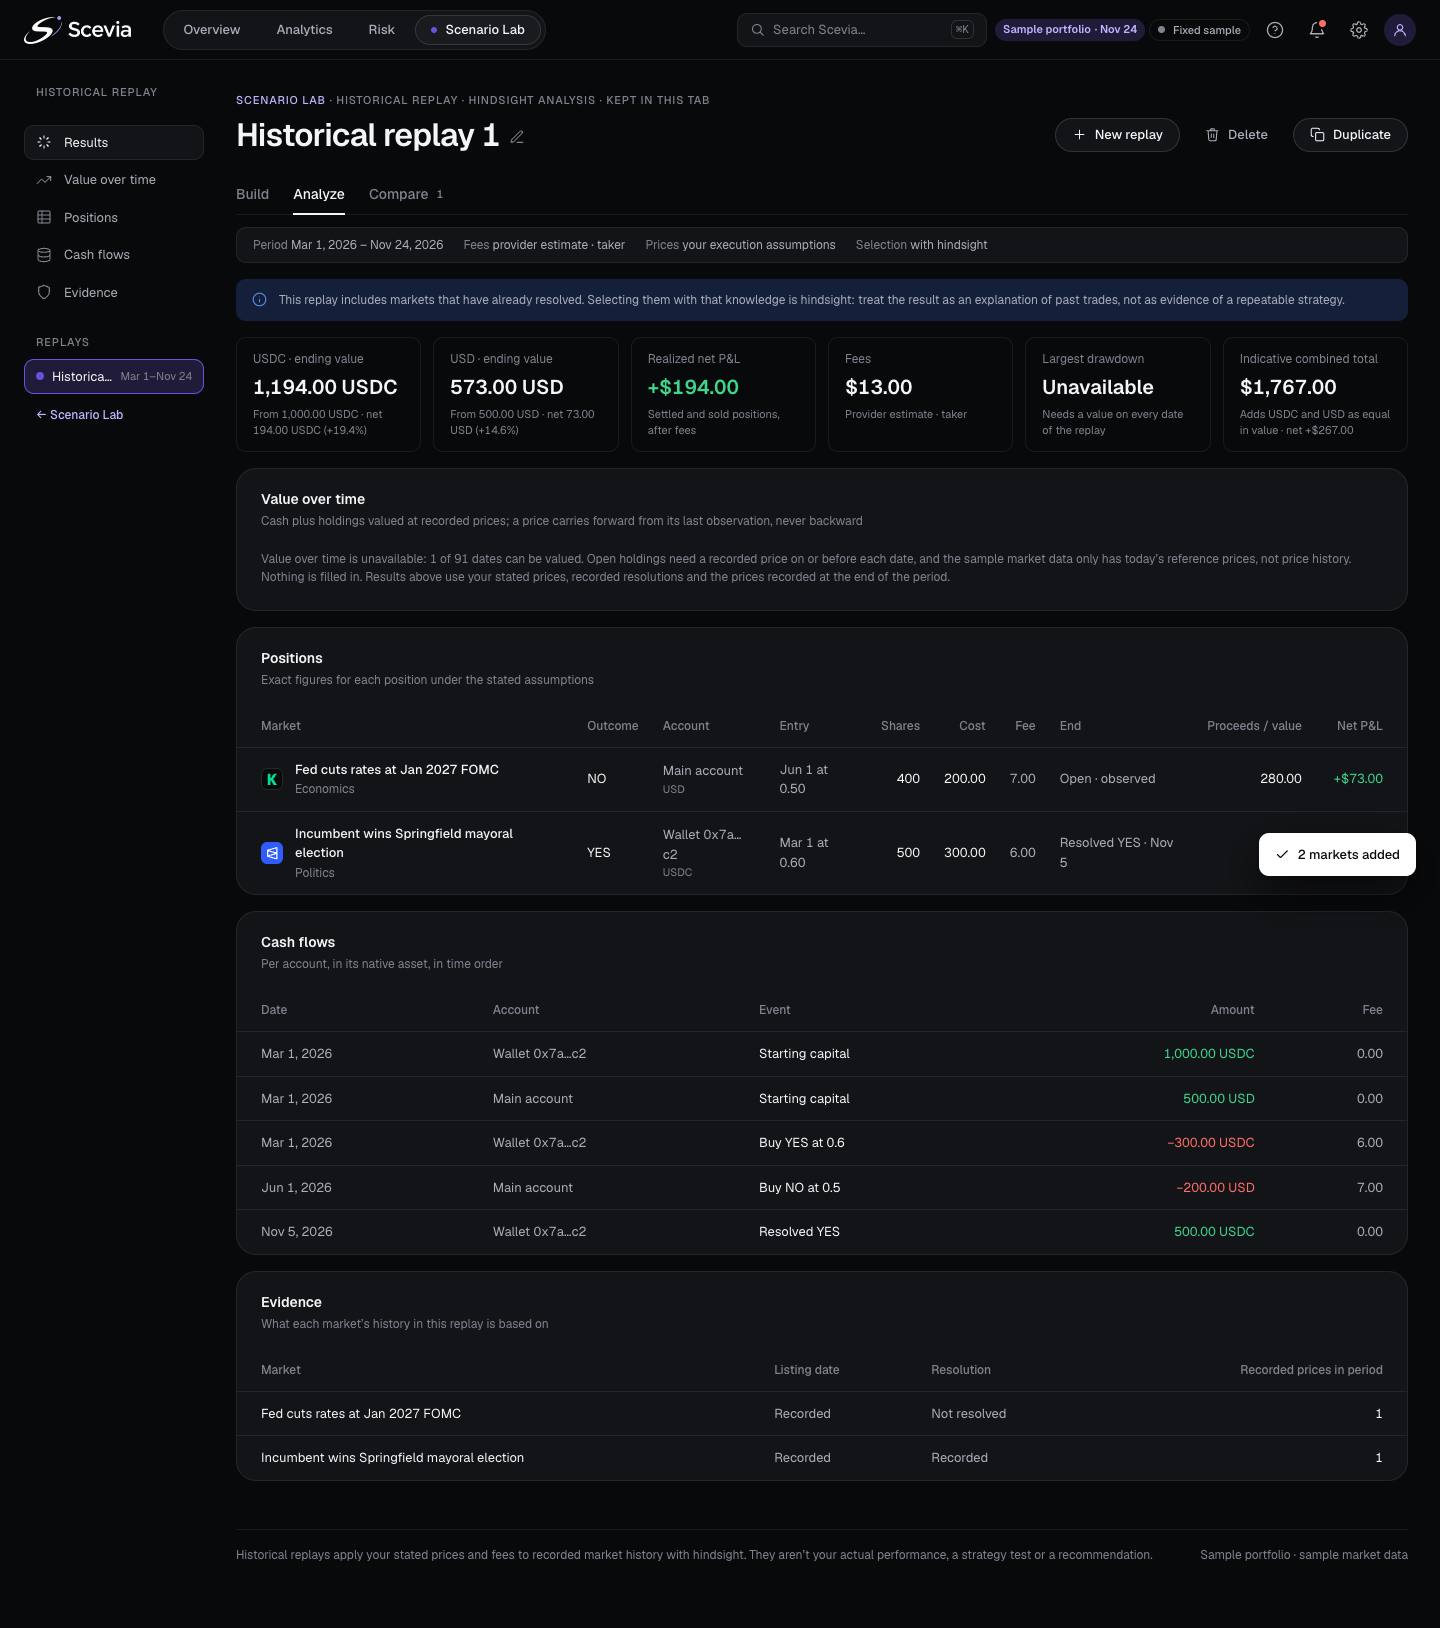 Scevia
Overview
Analytics
Risk
Scenario Lab
Search Scevia...
⌘K
Sample portfolio · Nov 24
Fixed sample
HISTORICAL REPLAY
Results
Value over time
Positions
Cash flows
Evidence
REPLAYS
Historica... Mar 1–Nov 24
← Scenario Lab
SCENARIO LAB · HISTORICAL REPLAY · HINDSIGHT ANALYSIS · KEPT IN THIS TAB
Historical replay 1
New replay
Delete
Duplicate
Build
Analyze
Compare 1
Period Mar 1, 2026 – Nov 24, 2026
Fees provider estimate · taker
Prices your execution assumptions
Selection with hindsight
This replay includes markets that have already resolved. Selecting them with that knowledge is hindsight: treat the result as an explanation of past trades, not as evidence of a repeatable strategy.
USDC · ending value
1,194.00 USDC
From 1,000.00 USDC · net
194.00 USDC (+19.4%)
USD · ending value
573.00 USD
From 500.00 USD · net 73.00
USD (+14.6%)
Realized net P&L
+$194.00
Settled and sold positions,
after fees
Fees
$13.00
Provider estimate · taker
Largest drawdown
Unavailable
Needs a value on every date
of the replay
Indicative combined total
$1,767.00
Adds USDC and USD as equal
in value · net +$267.00
Value over time
Cash plus holdings valued at recorded prices; a price carries forward from its last observation, never backward
Value over time is unavailable: 1 of 91 dates can be valued. Open holdings need a recorded price on or before each date, and the sample market data only has today's reference prices, not price history.
Nothing is filled in. Results above use your stated prices, recorded resolutions and the prices recorded at the end of the period.
Positions
Exact figures for each position under the stated assumptions
Market Outcome Account Entry Shares Cost Fee End Proceeds / value Net P&L
K
Fed cuts rates at Jan 2027 FOMC
Economics
NO
Main account
USD
Jun 1 at
0.50
400 200.00 7.00 Open · observed 280.00 +$73.00
Incumbent wins Springfield mayoral
election
Politics
YES
Wallet 0x7a...
c2
USDC
Mar 1 at
0.60
500 300.00 6.00
Resolved YES · Nov
5
2 markets added
Cash flows
Per account, in its native asset, in time order
Date Account Event Amount Fee
Mar 1, 2026 Wallet 0x7a...c2 Starting capital 1,000.00 USDC 0.00
Mar 1, 2026 Main account Starting capital 500.00 USD 0.00
Mar 1, 2026 Wallet 0x7a...c2 Buy YES at 0.6 −300.00 USDC 6.00
Jun 1, 2026 Main account Buy NO at 0.5 −200.00 USD 7.00
Nov 5, 2026 Wallet 0x7a...c2 Resolved YES 500.00 USDC 0.00
Evidence
What each market's history in this replay is based on
Market Listing date Resolution Recorded prices in period
Fed cuts rates at Jan 2027 FOMC Recorded Not resolved 1
Incumbent wins Springfield mayoral election Recorded Recorded 1
Historical replays apply your stated prices and fees to recorded market history with hindsight. They aren't your actual performance, a strategy test or a recommendation.
Sample portfolio · sample market data